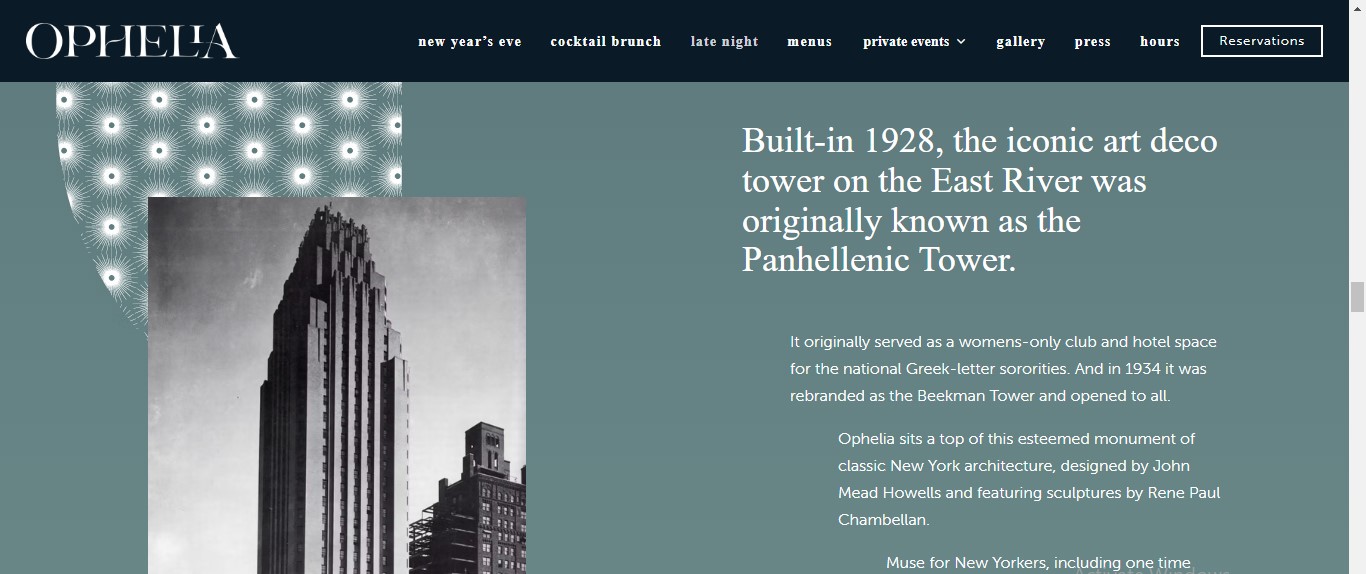 OPHELIA
new year's eve
cocktail brunch
late night
menus
private events
gallery
press
hours
Reservations
Built-in 1928, the iconic art deco
tower on the East River was
originally known as the
Panhellenic Tower.
It originally served as a womens-only club and hotel space
for the national Greek-letter sororities. And in 1934 it was
rebranded as the Beekman Tower and opened to all.
Ophelia sits a top of this esteemed monument of
classic New York architecture, designed by John
Mead Howells and featuring sculptures by Rene Paul
Chambellan.
Muse for New Yorkers, including one time
Activate Windows